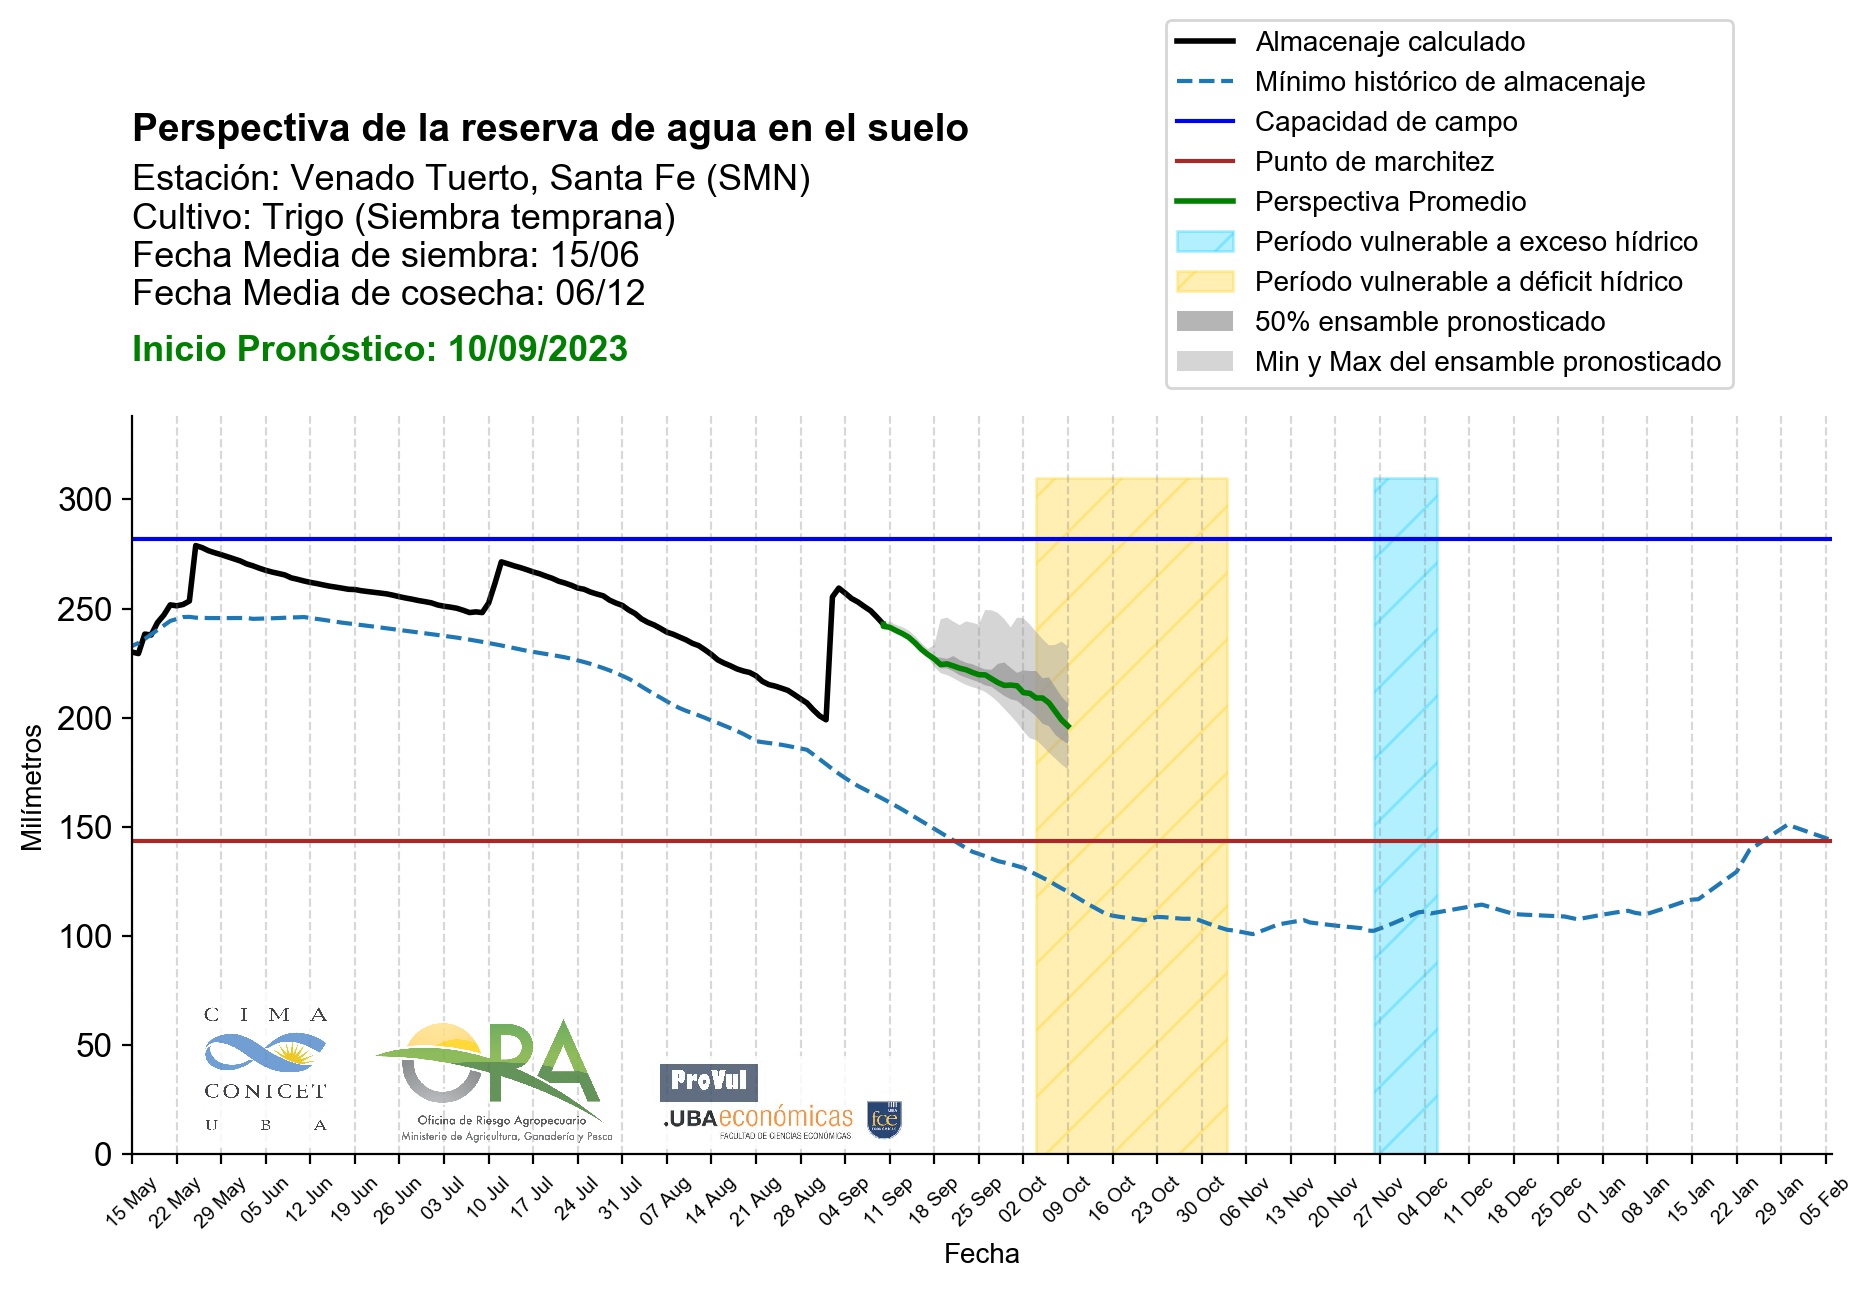 Almacenaje calculado
Mínimo histórico de almacenaje
Capacidad de campo
Punto de marchitez
Perspectiva Promedio
Período vulnerable a exceso hídrico
Período vulnerable a déficit hídrico
50% ensamble pronosticado
Min y Max del ensamble pronosticado
Perspectiva de la reserva de agua en el suelo
Estación: Venado Tuerto, Santa Fe (SMN)
Cultivo: Trigo (Siembra temprana)
Fecha Media de siembra: 15/06
Fecha Media de cosecha: 06/12
Inicio Pronóstico: 10/09/2023
Milímetros
300
250
200
150
100
50
0
CIMA
CONICET
UBA
ORA
Oficina de Riesgo Agropecuario
Ministerio de Agricultura, Ganadería y Pesca
ProVul
.UBAeconómicas
FACULTAD DE CIENCIAS ECONÓMICAS
fce
15 May
22 May
29 May
05 Jun
12 Jun
19 Jun
26 Jun
03 Jul
10 Jul
17 Jul
24 Jul
31 Jul
07 Aug
14 Aug
21 Aug
28 Aug
04 Sep
11 Sep
18 Sep
25 Sep
02 Oct
09 Oct
16 Oct
23 Oct
30 Oct
06 Nov
13 Nov
20 Nov
27 Nov
04 Dec
11 Dec
18 Dec
25 Dec
01 Jan
08 Jan
15 Jan
22 Jan
29 Jan
05 Feb
Fecha